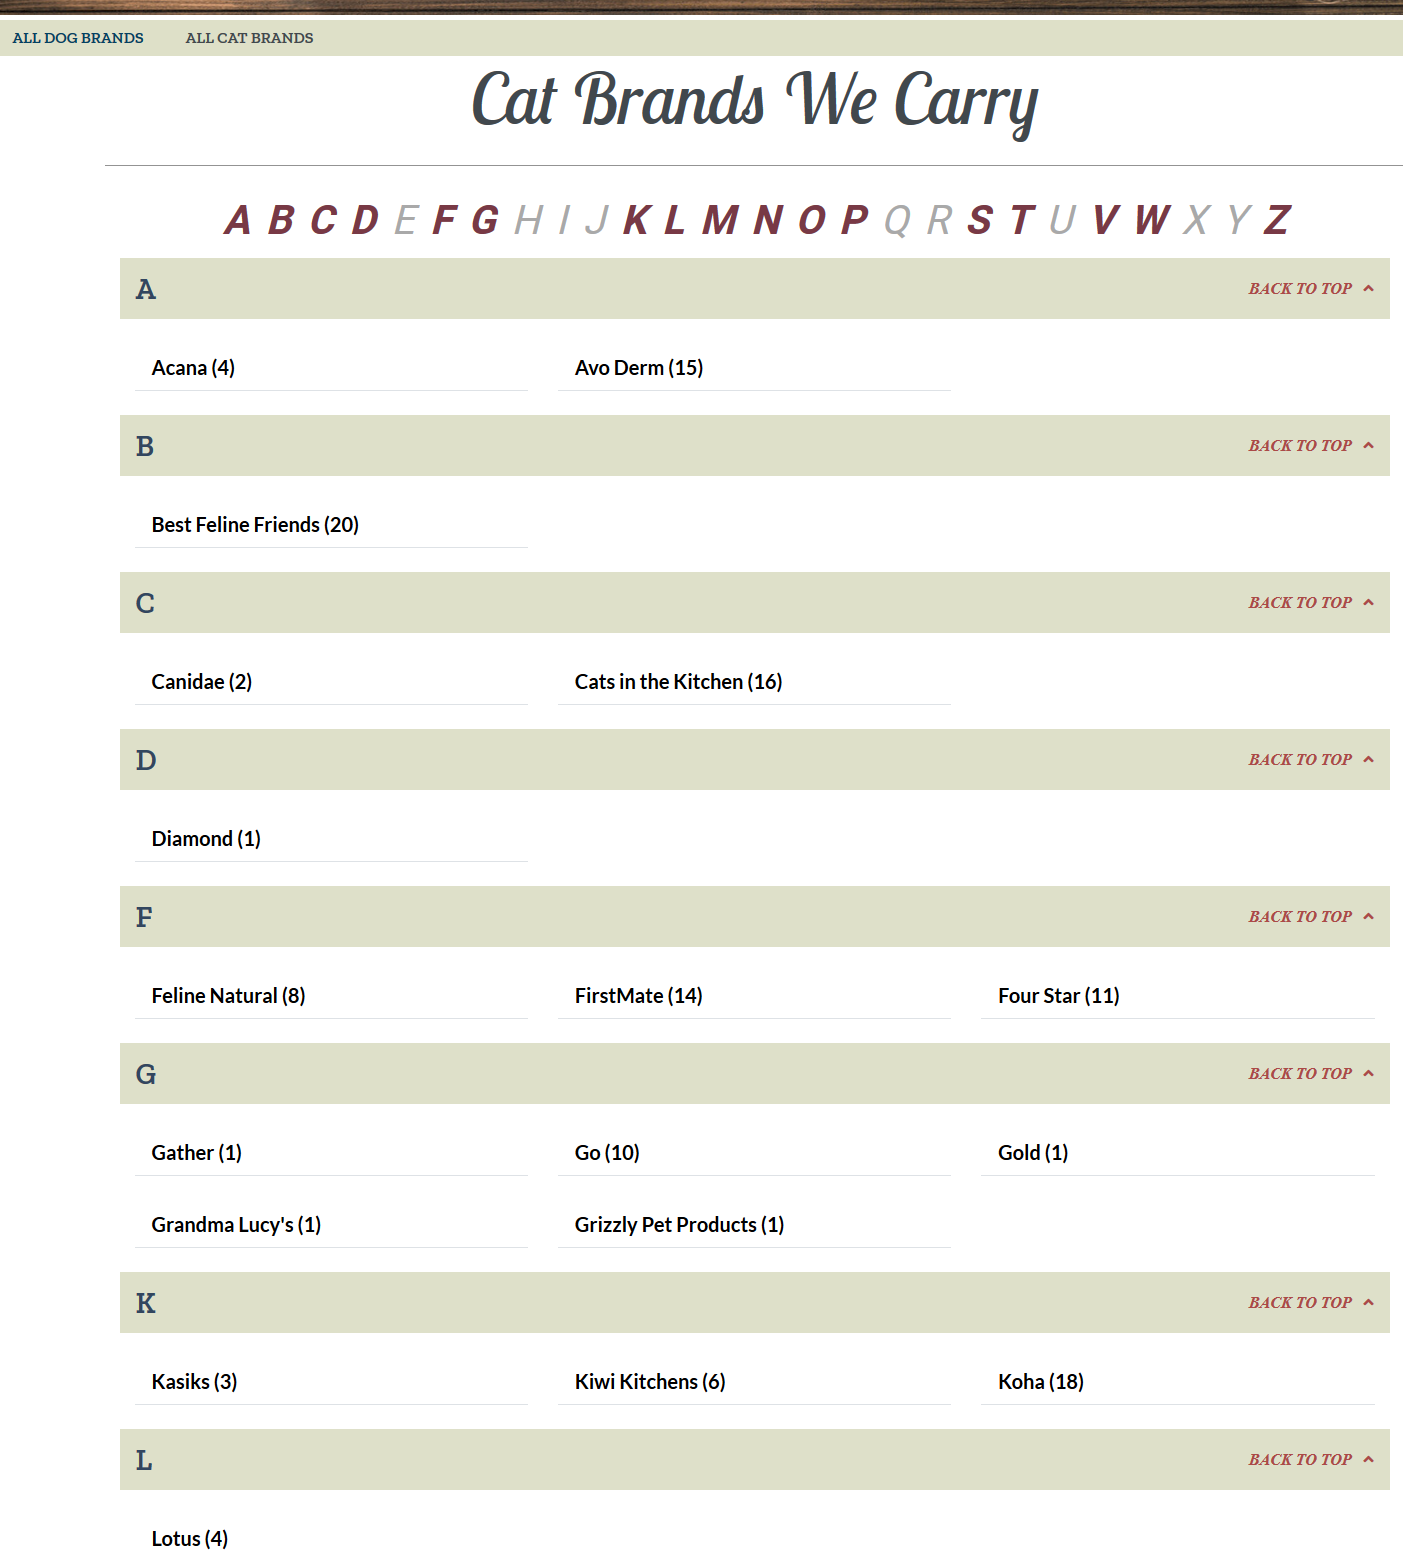 ALL DOG BRANDS ALL CAT BRANDS
Cat Brands We Carry
A B C D E F G H I J K L M N O P Q R S T U V W X Y Z
A BACK TO TOP
Acana (4) Avo Derm (15)
B BACK TO TOP
Best Feline Friends (20)
C BACK TO TOP
Canidae (2) Cats in the Kitchen (16)
D BACK TO TOP
Diamond (1)
F BACK TO TOP
Feline Natural (8) FirstMate (14) Four Star (11)
G BACK TO TOP
Gather (1) Go (10) Gold (1)
Grandma Lucy's (1) Grizzly Pet Products (1)
K BACK TO TOP
Kasiks (3) Kiwi Kitchens (6) Koha (18)
L BACK TO TOP
Lotus (4)